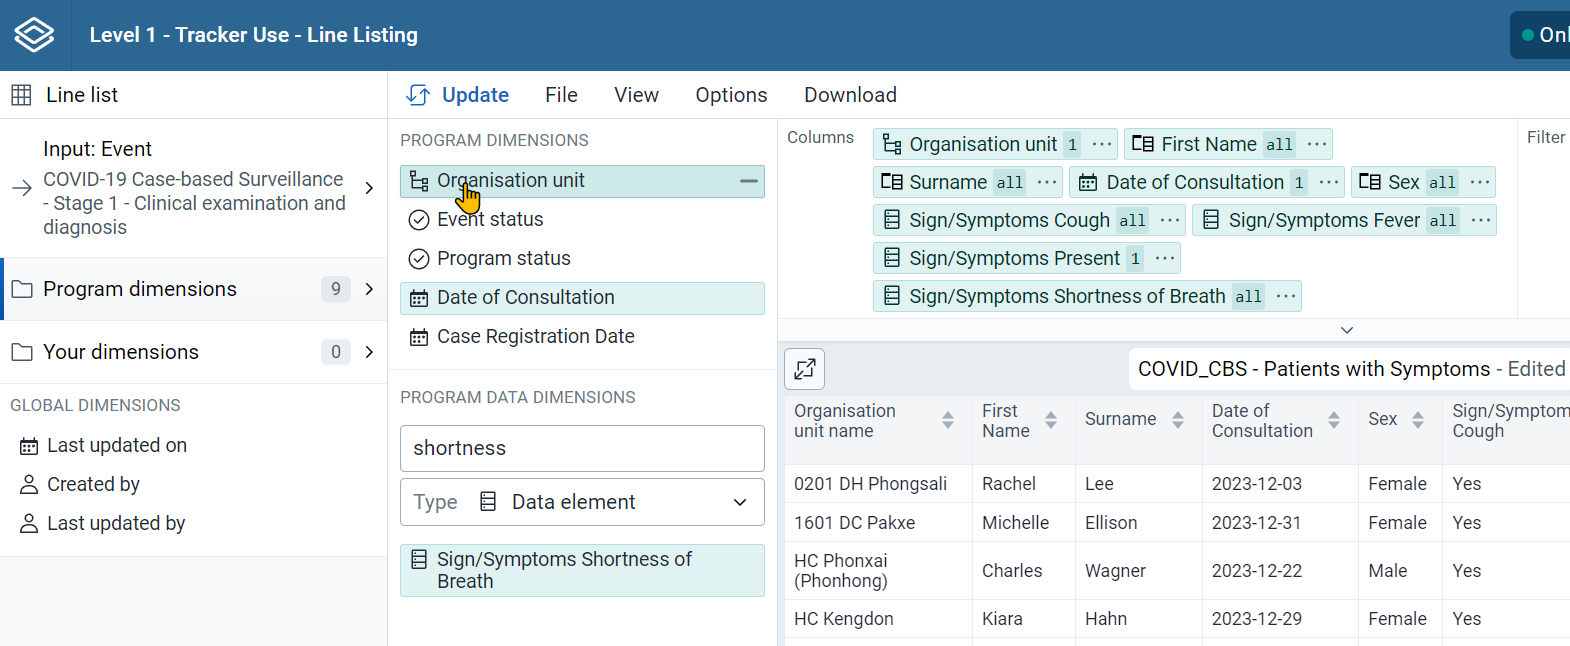 Level 1 - Tracker Use - Line Listing
Onl
Line list
Update File View Options Download
Input: Event
COVID-19 Case-based Surveillance
- Stage 1 - Clinical examination and
diagnosis
Program dimensions 9
Your dimensions 0
GLOBAL DIMENSIONS
Last updated on
Created by
Last updated by
PROGRAM DIMENSIONS
Organisation unit
Event status
Program status
Date of Consultation
Case Registration Date
PROGRAM DATA DIMENSIONS
shortness
Type Data element
Sign/Symptoms Shortness of
Breath
Columns
Organisation unit 1 ... First Name all ...
Surname all ... Date of Consultation 1 ... Sex all ...
Sign/Symptoms Cough all ... Sign/Symptoms Fever all ...
Sign/Symptoms Present 1 ...
Sign/Symptoms Shortness of Breath all ...
Filter
COVID_CBS - Patients with Symptoms - Edited
Organisation
unit name
First
Name
Surname
Date of
Consultation
Sex
Sign/Symptom
Cough
0201 DH Phongsali Rachel Lee 2023-12-03 Female Yes
1601 DC Pakxe Michelle Ellison 2023-12-31 Female Yes
HC Phonxai
(Phonhong) Charles Wagner 2023-12-22 Male Yes
HC Kengdon Kiara Hahn 2023-12-29 Female Yes